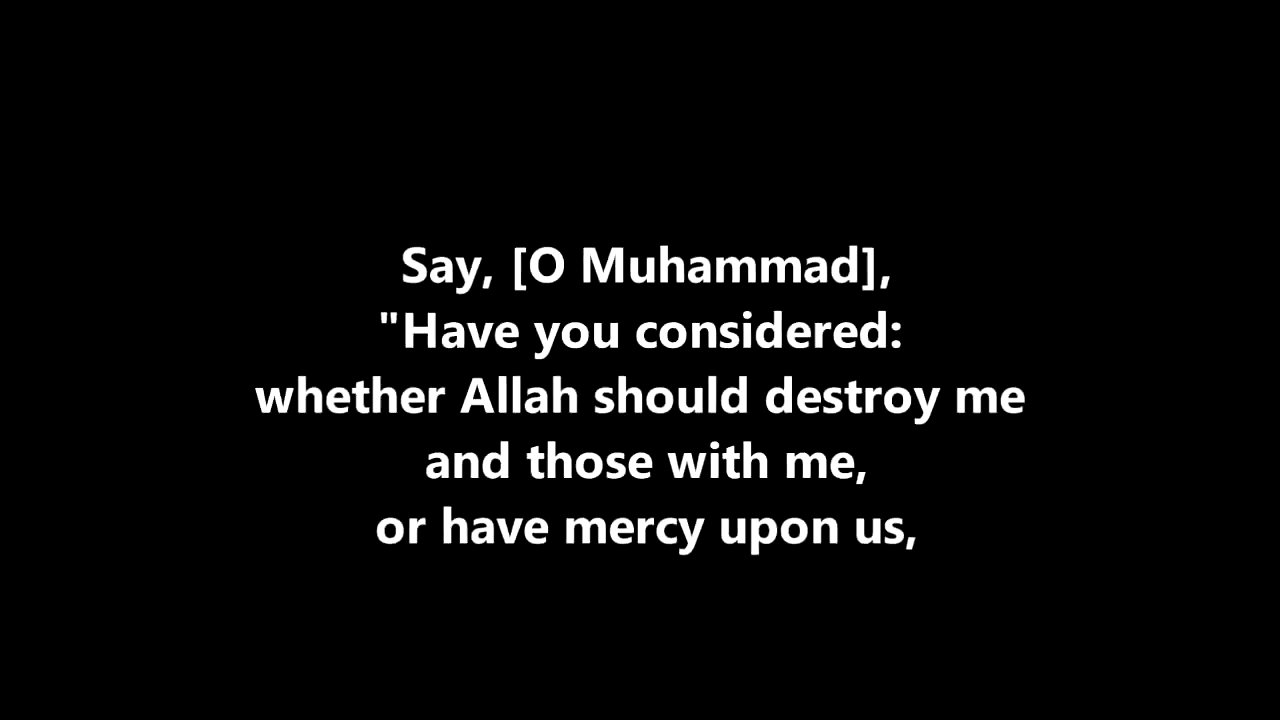 Say, [O Muhammad],
"Have you considered:
whether Allah should destroy me
and those with me,
or have mercy upon us,